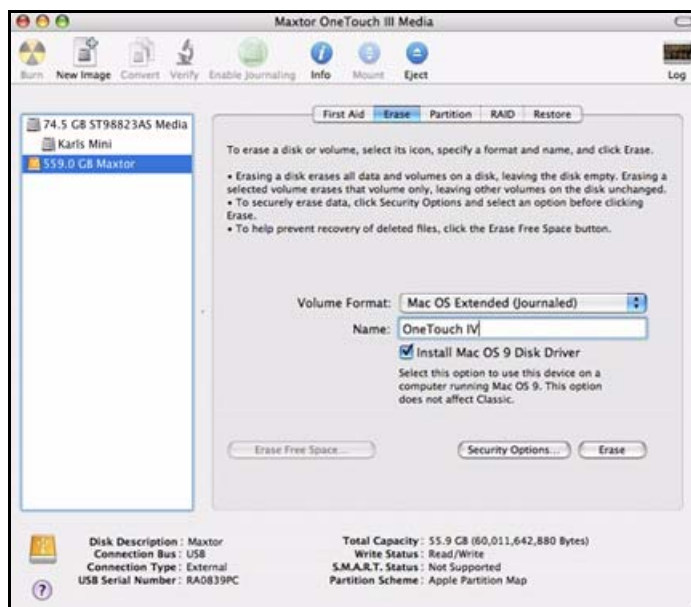 Maxtor OneTouch III Media
Burn New Image Convert Verify Enable Journaling Info Mount Eject Log
74.5 GB ST98823AS Media
Karls Mini
559.0 GB Maxtor
First Aid Erase Partition RAID Restore
To erase a disk or volume, select its icon, specify a format and name, and click Erase.
• Erasing a disk erases all data and volumes on a disk, leaving the disk empty. Erasing a
selected volume erases that volume only, leaving other volumes on the disk unchanged.
• To securely erase data, click Security Options and select an option before clicking
Erase.
• To help prevent recovery of deleted files, click the Erase Free Space button.
Volume Format: Mac OS Extended (Journaled)
Name: OneTouch IV
Install Mac OS 9 Disk Driver
Select this option to use this device on a
computer running Mac OS 9. This option
does not affect Classic.
Erase Free Space... Security Options... Erase
Disk Description : Maxtor
Connection Bus : USB
Connection Type : External
USB Serial Number : RA0839PC
Total Capacity : 55.9 GB (60,011,642,880 Bytes)
Write Status : Read/Write
S.M.A.R.T. Status : Not Supported
Partition Scheme : Apple Partition Map
?